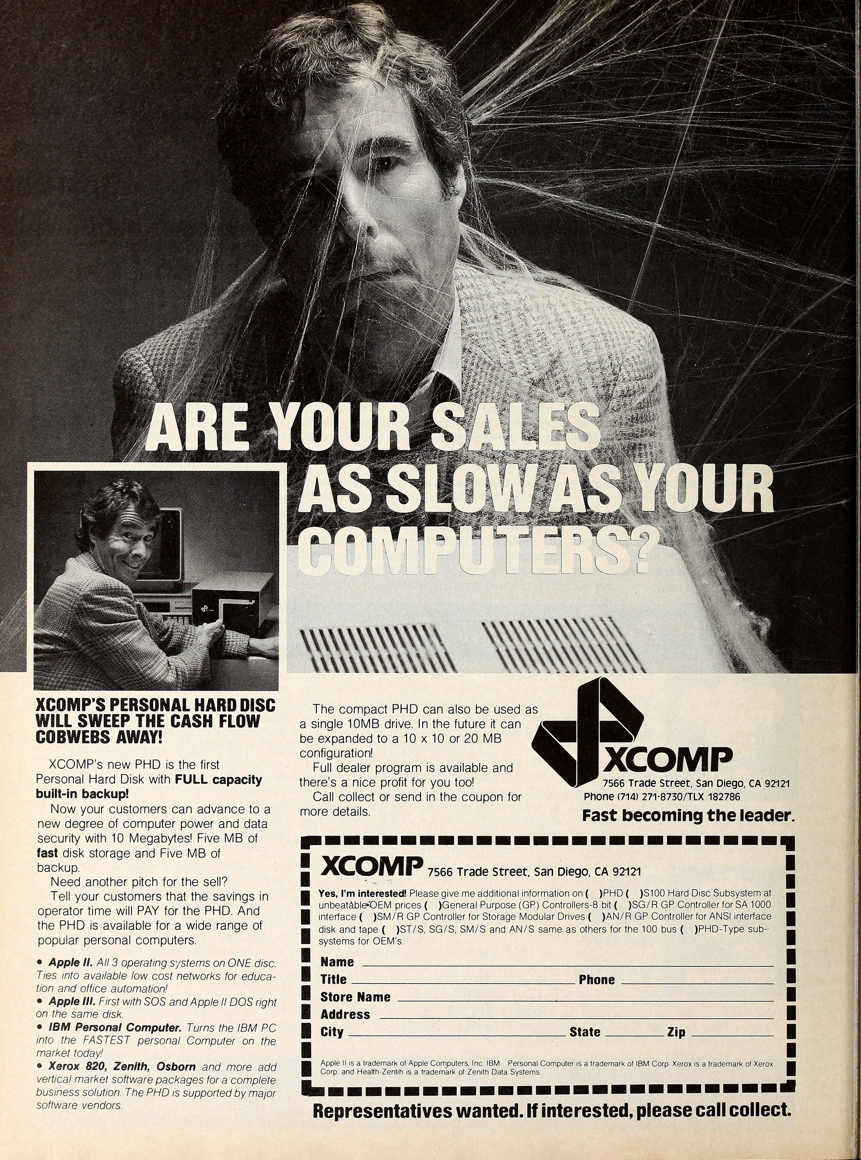 ARE YOUR SALES
AS SLOW AS YOUR
COMPUTERS?
XCOMP'S PERSONAL HARD DISC
WILL SWEEP THE CASH FLOW
COBWEBS AWAY!
XCOMP's new PHD is the first
Personal Hard Disk with FULL capacity
built-in backup!
Now your customers can advance to a
new degree of computer power and data
security with 10 Megabytes! Five MB of
fast disk storage and Five MB of
backup.
Need another pitch for the sell?
Tell your customers that the savings in
operator time will PAY for the PHD. And
the PHD is available for a wide range of
popular personal computers.
• Apple II. All 3 operating systems on ONE disc.
Ties into available low cost networks for educa-
tion and office automation!
• Apple III. First with SOS and Apple II DOS right
on the same disk.
• IBM Personal Computer. Turns the IBM PC
into the FASTEST personal Computer on the
market today!
• Xerox 820, Zenith, Osborn and more add
vertical market software packages for a complete
business solution. The PHD is supported by major
software vendors.
The compact PHD can also be used as
a single 10MB drive. In the future it can
be expanded to a 10 x 10 or 20 MB
configuration!
Full dealer program is available and
there's a nice profit for you too!
Call collect or send in the coupon for
more details.
XCOMP
7566 Trade Street, San Diego, CA 92121
Phone (714) 271-8730/TLX 182786
Fast becoming the leader.
XCOMP 7566 Trade Street, San Diego, CA 92121
Yes, I'm interested! Please give me additional information on ( )PHD ( )S100 Hard Disc Subsystem at
unbeatable OEM prices ( )General Purpose (GP) Controllers-8 bit ( )SG/R GP Controller for SA 1000
interface ( )SM/R GP Controller for Storage Modular Drives ( )AN/R GP Controller for ANSI interface
disk and tape ( )ST/S, SG/S, SM/S and AN/S same as others for the 100 bus ( )PHD-Type sub-
systems for OEM's.
Name
Title Phone
Store Name
Address
City State Zip
Apple II is a trademark of Apple Computers, Inc. IBM Personal Computer is a trademark of IBM Corp. Xerox is a trademark of Xerox
Corp. and Health-Zentih is a trademark of Zenith Data Systems.
Representatives wanted. If interested, please call collect.